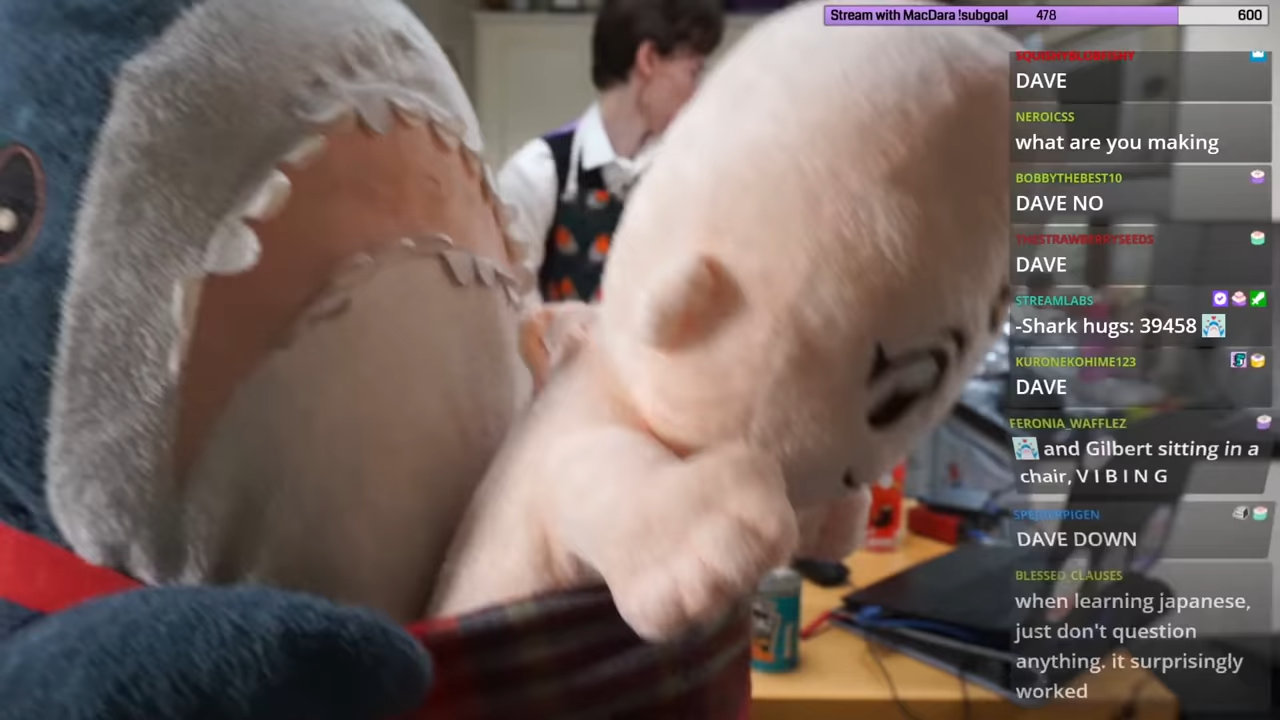 Stream with MacDara !subgoal 478 600
SQUISHYBLOBFISHY
DAVE
NEROICSS
what are you making
BOBBYTHEBEST10
DAVE NO
THESTRAWBERRYSEEDS
DAVE
STREAMLABS
-Shark hugs: 39458
KURONEKOHIME123
DAVE
FERONIA_WAFFLEZ
and Gilbert sitting in a
chair, V I B I N G
DAVE DOWN
BLESSED_CLAUSES
when learning japanese,
just don't question
anything. it surprisingly
worked